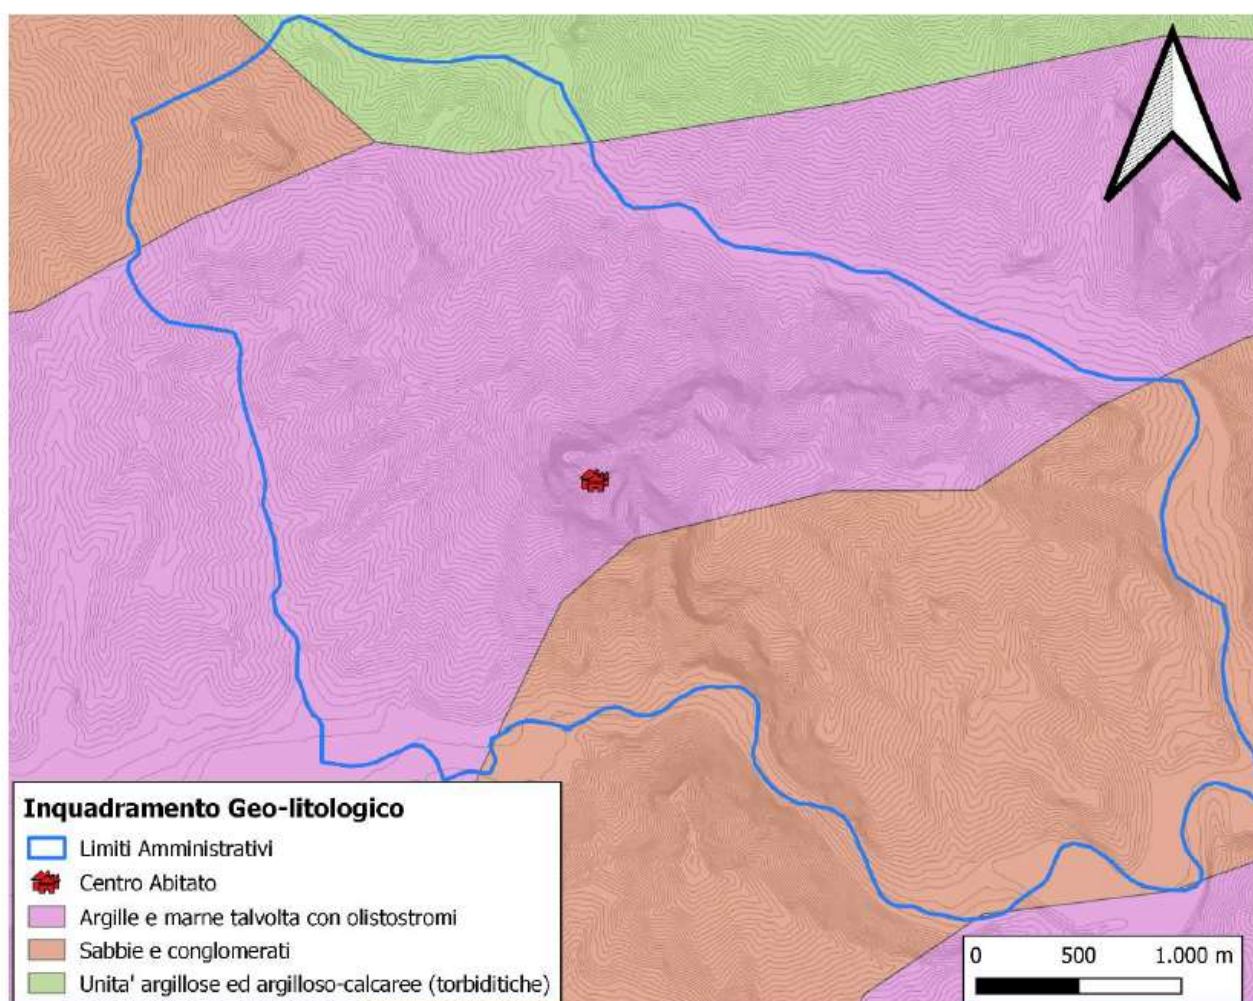 Inquadramento Geo-litologico
Limiti Amministrativi
Centro Abitato
Argille e marne talvolta con olistostromi
Sabbie e conglomerati
Unita' argillose ed argilloso-calcaree (torbiditiche)
0 500 1.000 m